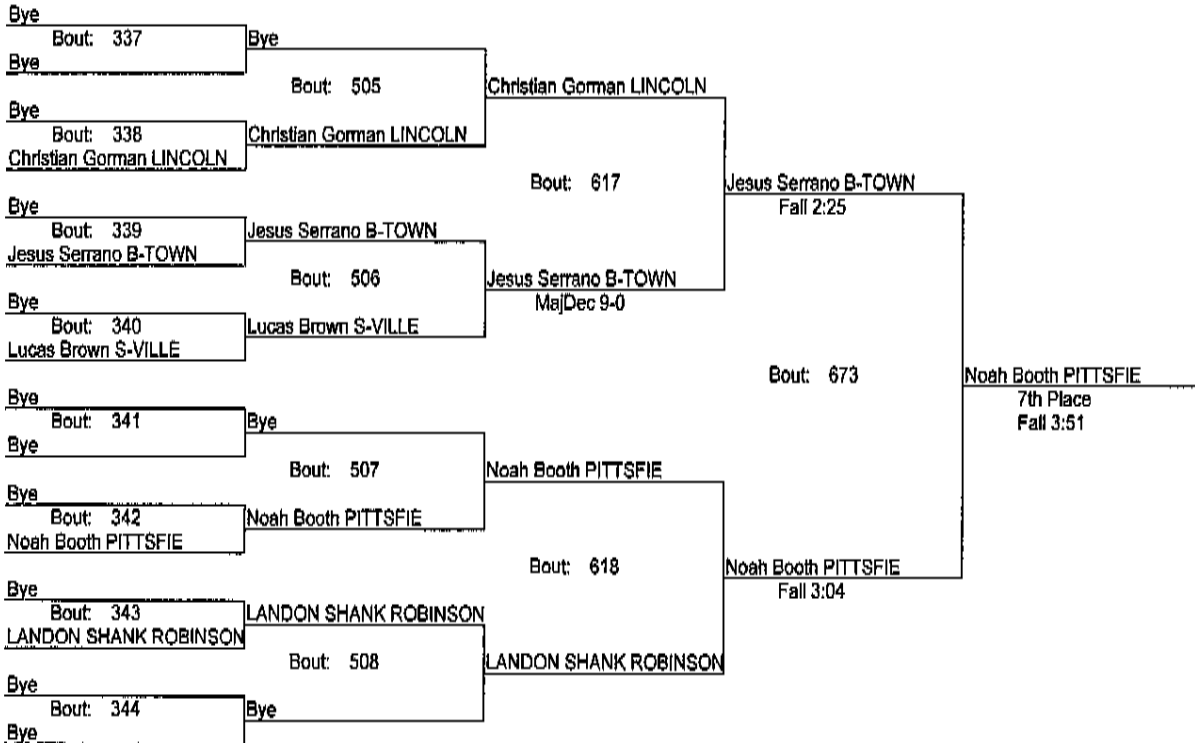 Bye
Bout: 337
Bye
Bye
Bout: 505
Christian Gorman LINCOLN
Bye
Bout: 338
Christian Gorman LINCOLN
Christian Gorman LINCOLN
Bout: 617
Jesus Serrano B-TOWN
Fall 2:25
Bye
Bout: 339
Jesus Serrano B-TOWN
Jesus Serrano B-TOWN
Bout: 506
Jesus Serrano B-TOWN
MajDec 9-0
Bye
Bout: 340
Lucas Brown S-VILLE
Lucas Brown S-VILLE
Bout: 673
Noah Booth PITTSFIE
7th Place
Fall 3:51
Bye
Bout: 341
Bye
Bye
Bout: 507
Noah Booth PITTSFIE
Bye
Bout: 342
Noah Booth PITTSFIE
Noah Booth PITTSFIE
Bout: 618
Noah Booth PITTSFIE
Fall 3:04
Bye
Bout: 343
LANDON SHANK ROBINSON
LANDON SHANK ROBINSON
Bout: 508
LANDON SHANK ROBINSON
Bye
Bout: 344
Bye
Bye